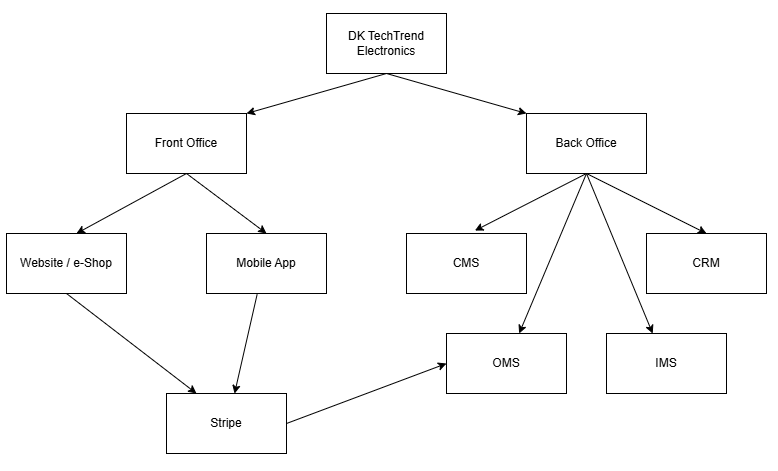 DK TechTrend
Electronics
Front Office
Back Office
Website / e-Shop
Mobile App
CMS
CRM
OMS
IMS
Stripe